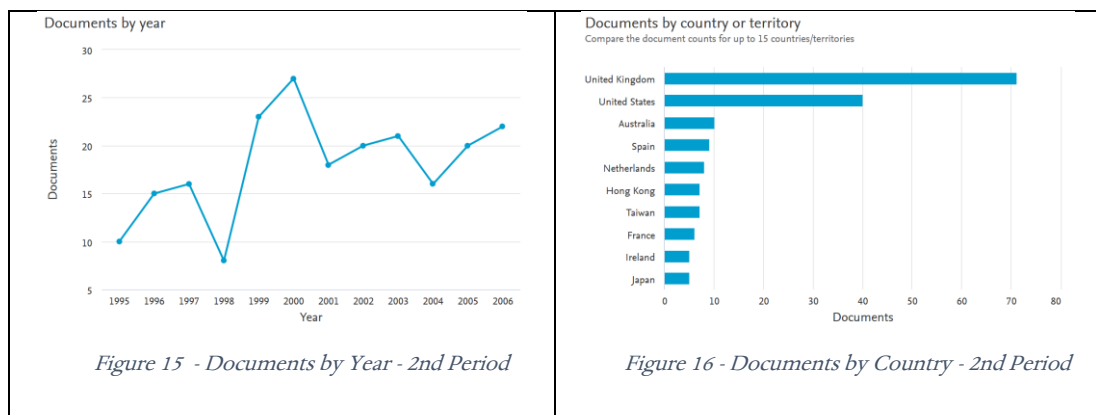 Documents by year
30
25
20
15
10
5
Documents
1995 1996 1997 1998 1999 2000 2001 2002 2003 2004 2005 2006
Year
Figure 15 - Documents by Year - 2nd Period
Documents by country or territory
Compare the document counts for up to 15 countries/territories
United Kingdom
United States
Australia
Spain
Netherlands
Hong Kong
Taiwan
France
Ireland
Japan
0 10 20 30 40 50 60 70 80
Documents
Figure 16 - Documents by Country - 2nd Period